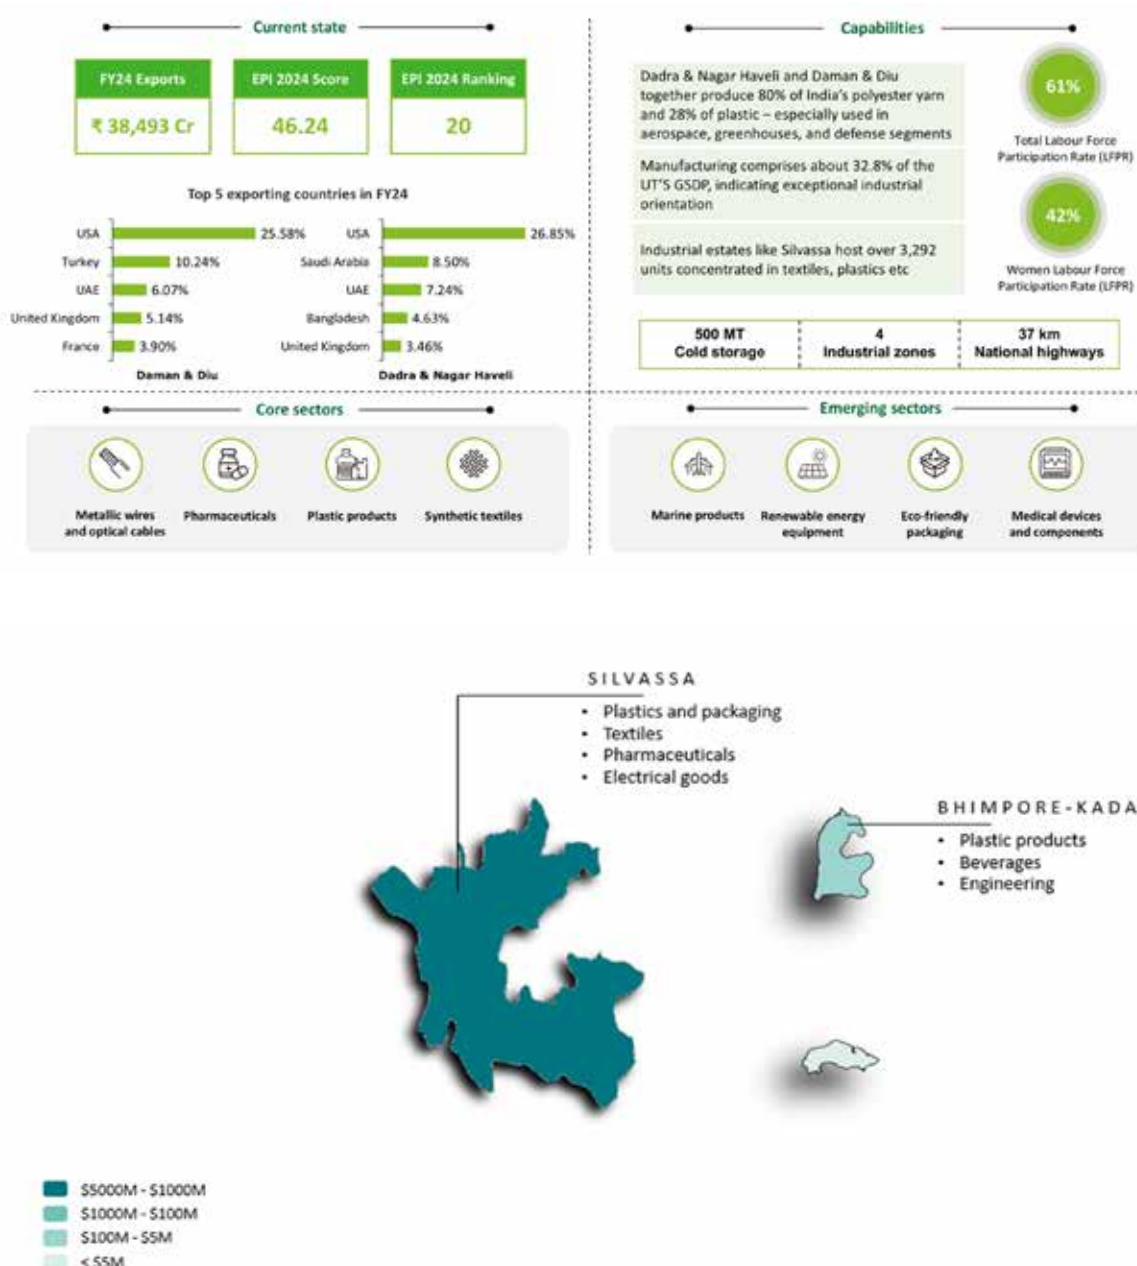 Current state
FY24 Exports
₹ 38,493 Cr
EPI 2024 Score
46.24
EPI 2024 Ranking
20
Top 5 exporting countries in FY24
USA 25.58%
Turkey 10.24%
UAE 6.07%
United Kingdom 5.14%
France 3.90%
Daman & Diu
USA 26.85%
Saudi Arabia 8.50%
UAE 7.24%
Bangladesh 4.63%
United Kingdom 3.46%
Dadra & Nagar Haveli
Capabilities
Dadra & Nagar Haveli and Daman & Diu
together produce 80% of India's polyester yarn
and 28% of plastic – especially used in
aerospace, greenhouses, and defense segments
Manufacturing comprises about 32.8% of the
UT'S GSDP, indicating exceptional industrial
orientation
Industrial estates like Silvassa host over 3,292
units concentrated in textiles, plastics etc
61%
Total Labour Force
Participation Rate (LFPR)
42%
Women Labour Force
Participation Rate (LFPR)
500 MT
Cold storage
4
Industrial zones
37 km
National highways
Core sectors
Metallic wires
and optical cables
Pharmaceuticals
Plastic products
Synthetic textiles
Emerging sectors
Marine products
Renewable energy
equipment
Eco-friendly
packaging
Medical devices
and components
SILVASSA
• Plastics and packaging
• Textiles
• Pharmaceuticals
• Electrical goods
BHIMPORE-KADA
• Plastic products
• Beverages
• Engineering
$5000M - $1000M
$1000M - $100M
$100M - $5M
< $5M